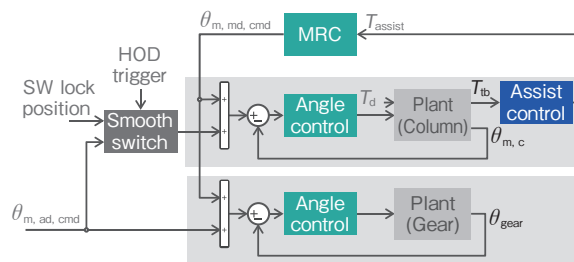 θm, md, cmd
MRC
Tassist
HOD
trigger
SW lock
position
Smooth
switch
+
+
+
−
Angle
control
Td
Plant
(Column)
Ttb
Assist
control
θm, c
θm, ad, cmd
+
+
+
−
Angle
control
Plant
(Gear)
θgear